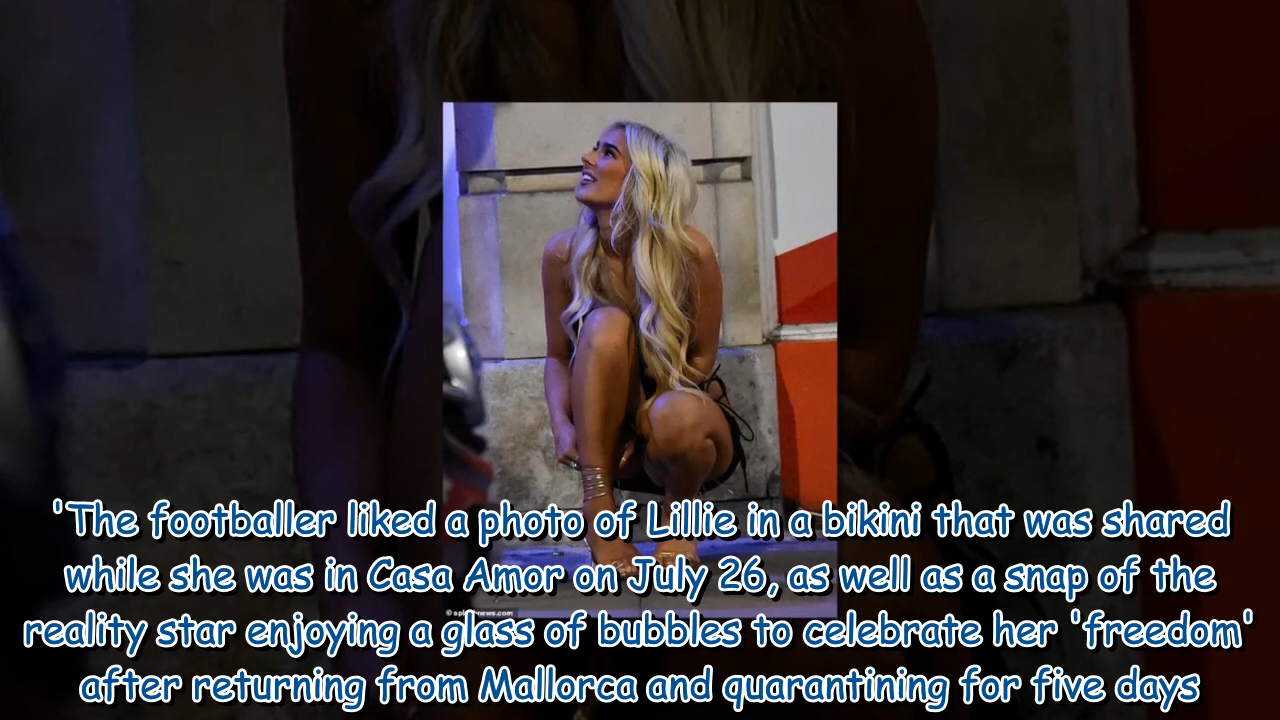 'The footballer liked a photo of Lillie in a bikini that was shared
while she was in Casa Amor on July 26, as well as a snap of the
reality star enjoying a glass of bubbles to celebrate her 'freedom'
after returning from Mallorca and quarantining for five days